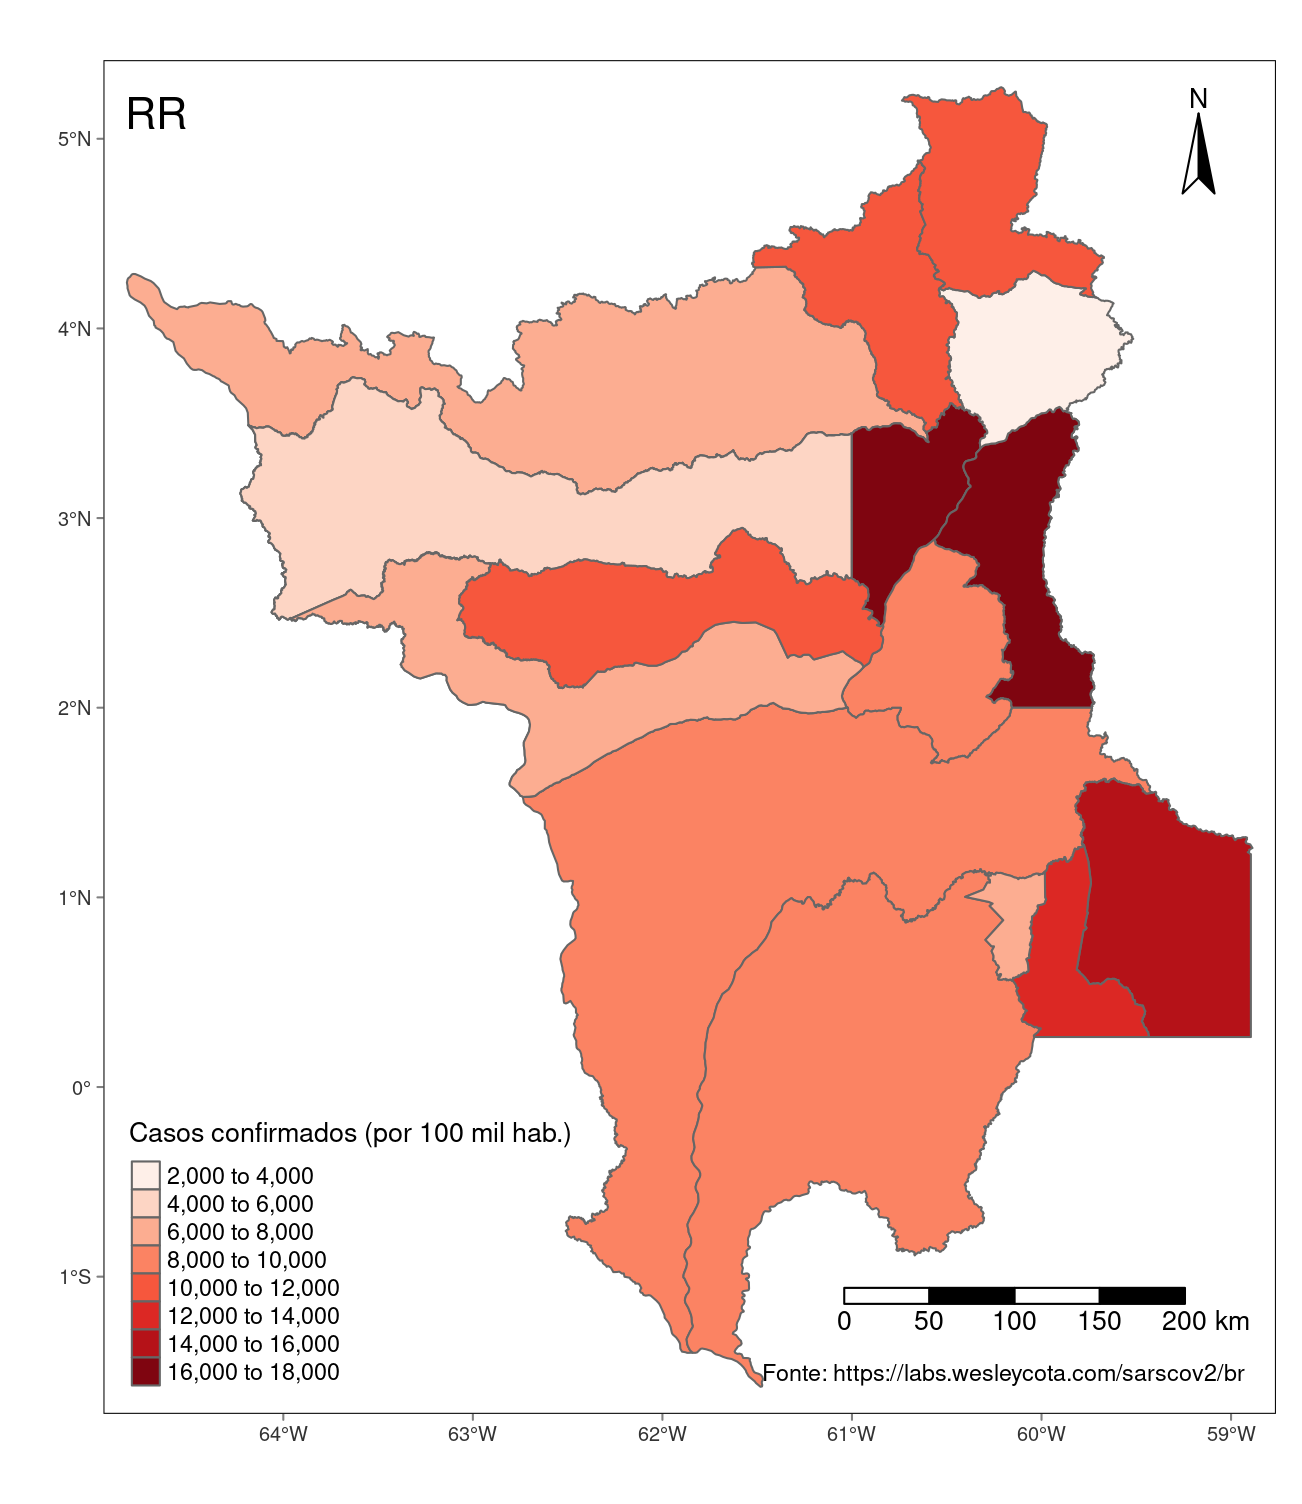 RR
N
5°N
4°N
3°N
2°N
1°N
0°
1°S
Casos confirmados (por 100 mil hab.)
2,000 to 4,000
4,000 to 6,000
6,000 to 8,000
8,000 to 10,000
10,000 to 12,000
12,000 to 14,000
14,000 to 16,000
16,000 to 18,000
0 50 100 150 200 km
Fonte: https://labs.wesleycota.com/sarscov2/br
64°W 63°W 62°W 61°W 60°W 59°W